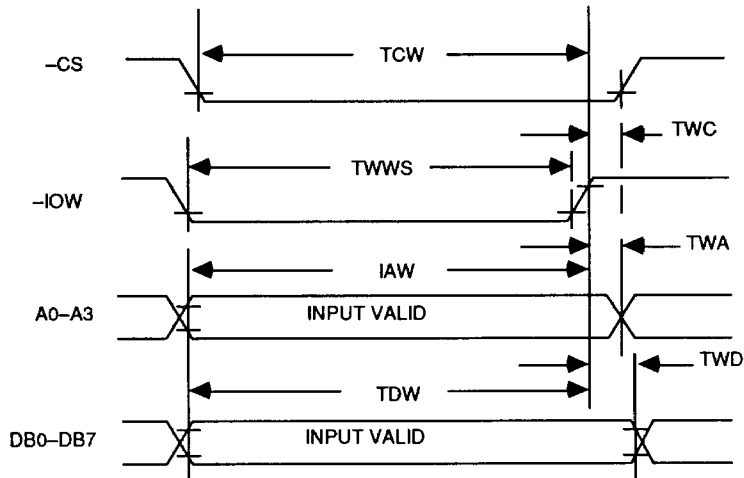 TCW
–CS
TWC
TWWS
–IOW
TWA
IAW
A0–A3
INPUT VALID
TWD
TDW
DB0–DB7
INPUT VALID